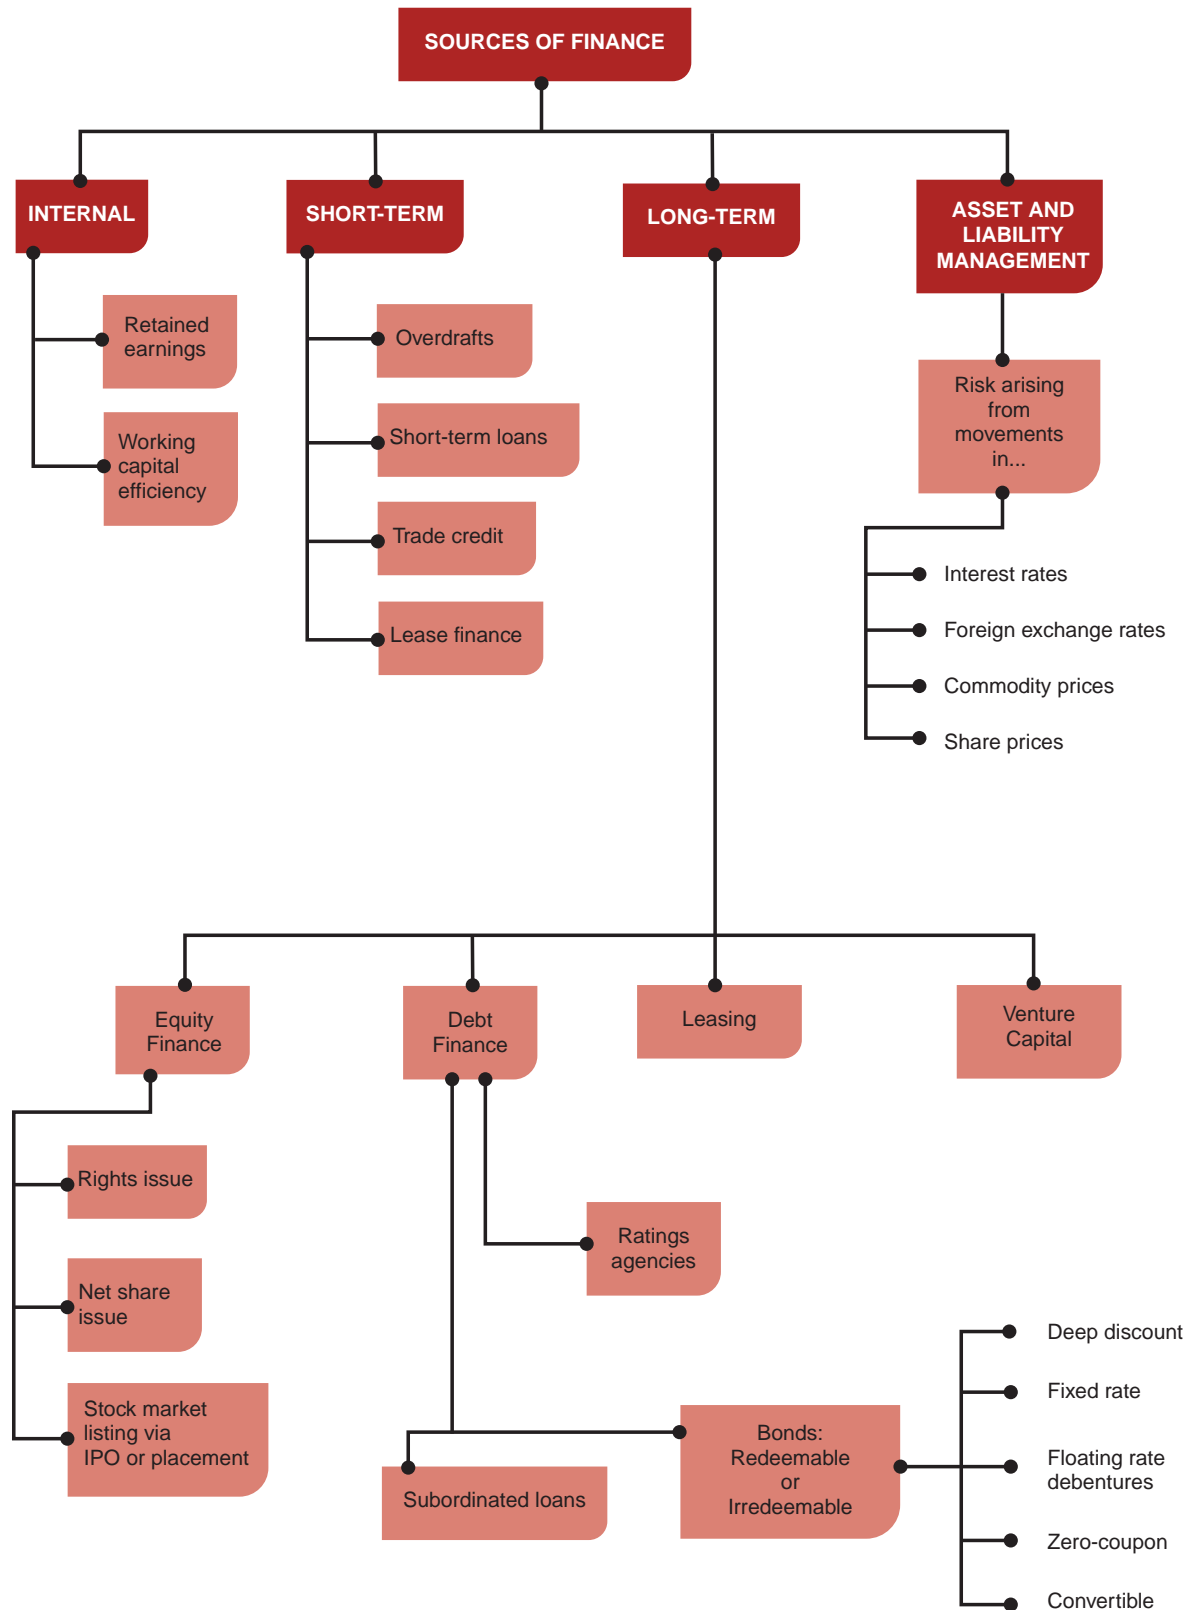 SOURCES OF FINANCE
INTERNAL
SHORT-TERM
LONG-TERM
ASSET AND
LIABILITY
MANAGEMENT
Retained
earnings
Working
capital
efficiency
Overdrafts
Short-term loans
Trade credit
Lease finance
Risk arising
from
movements
in...
Interest rates
Foreign exchange rates
Commodity prices
Share prices
Equity
Finance
Debt
Finance
Leasing
Venture
Capital
Rights issue
Net share
issue
Stock market
listing via
IPO or placement
Ratings
agencies
Subordinated loans
Bonds:
Redeemable
or
Irredeemable
Deep discount
Fixed rate
Floating rate
debentures
Zero-coupon
Convertible